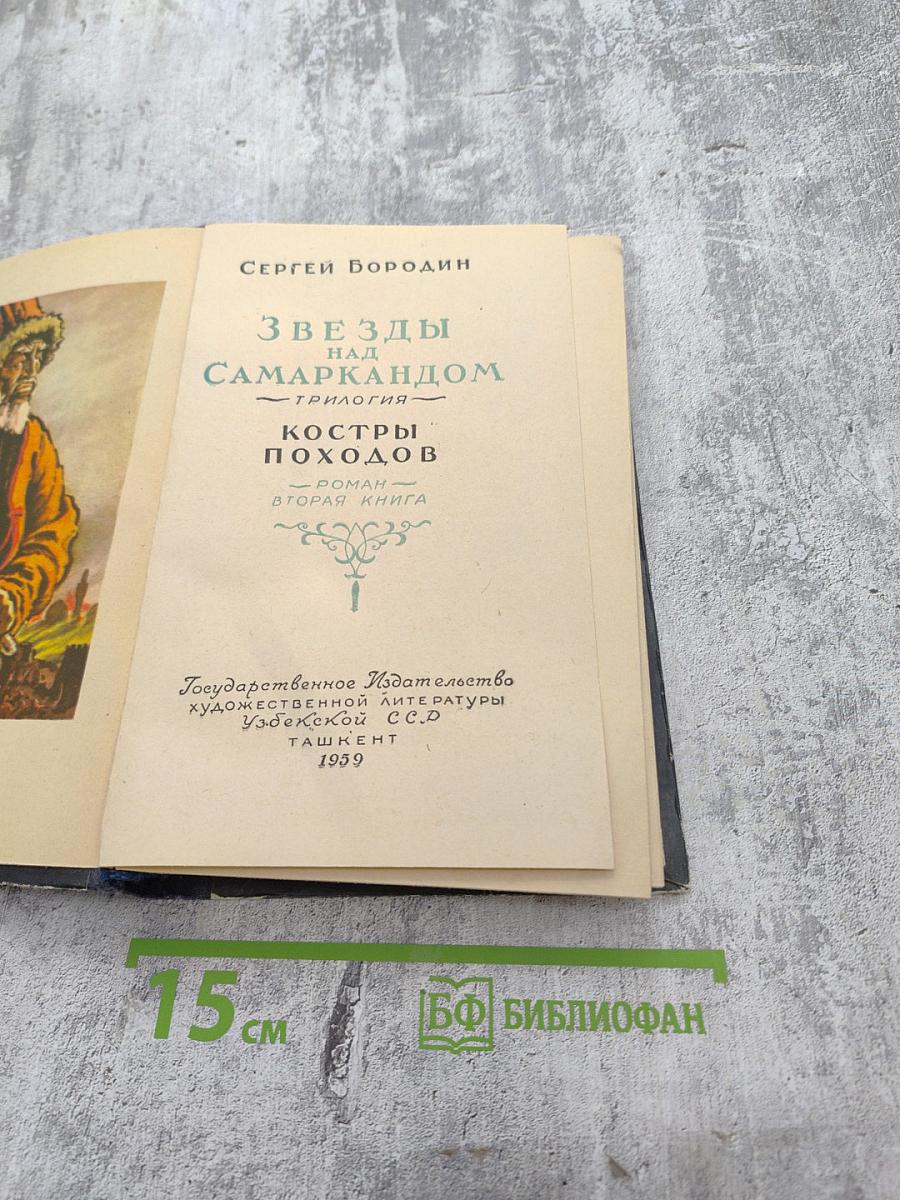 Сергей Бородин
Звезды
над
Самаркандом
трилогия
КОСТРЫ
ПОХОДОВ
РОМАН
ВТОРАЯ КНИГА
Государственное Издательство
художественной литературы
Узбекской ССР
ТАШКЕНТ
1959
15 см
БФ БИБЛИОФАН